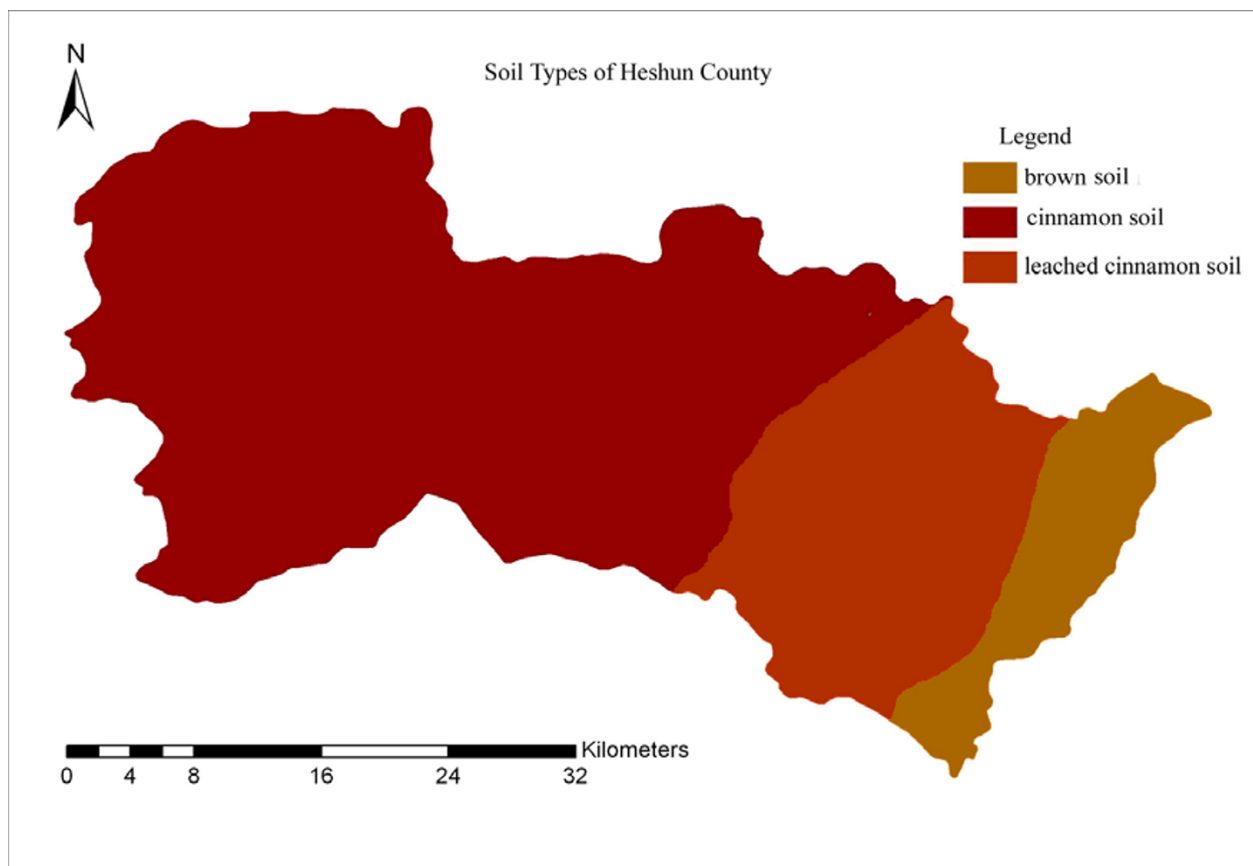 N
Soil Types of Heshun County
Legend
brown soil
cinnamon soil
leached cinnamon soil
Kilometers
0 4 8 16 24 32